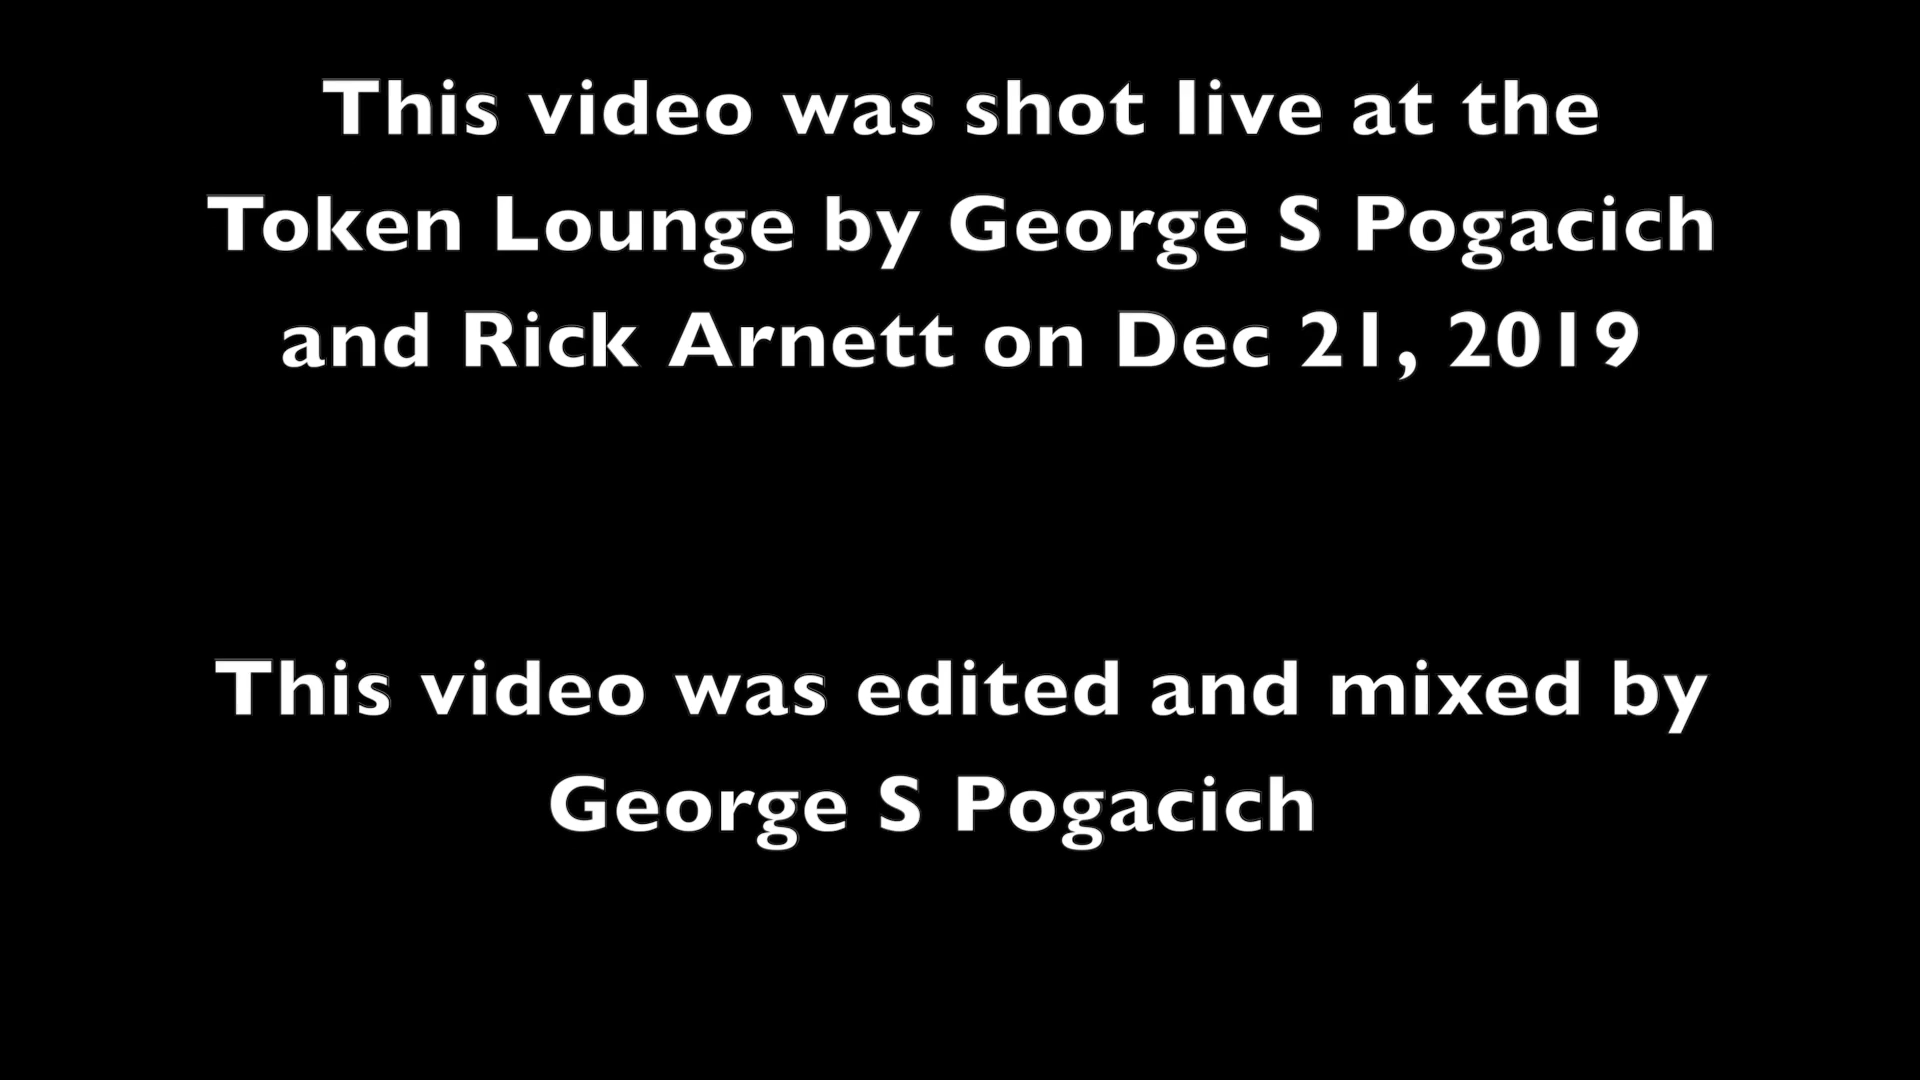 This video was shot live at the
Token Lounge by George S Pogacich
and Rick Arnett on Dec 21, 2019
This video was edited and mixed by
George S Pogacich